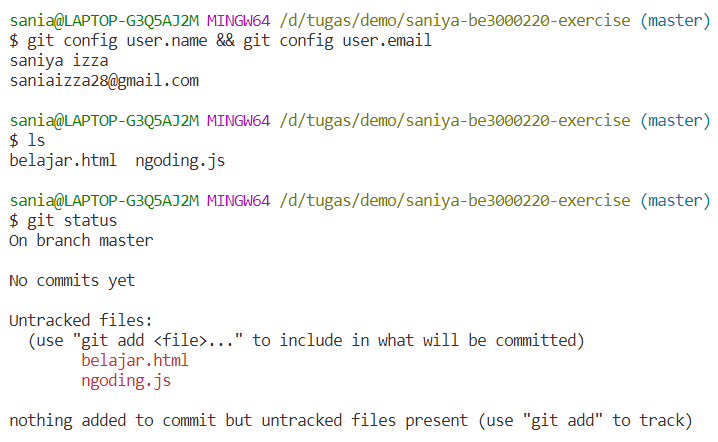 sania@LAPTOP-G3Q5AJ2M MINGW64 /d/tugas/demo/saniya-be3000220-exercise (master)
$ git config user.name && git config user.email
saniya izza
saniaizza28@gmail.com

sania@LAPTOP-G3Q5AJ2M MINGW64 /d/tugas/demo/saniya-be3000220-exercise (master)
$ ls
belajar.html  ngoding.js

sania@LAPTOP-G3Q5AJ2M MINGW64 /d/tugas/demo/saniya-be3000220-exercise (master)
$ git status
On branch master

No commits yet

Untracked files:
  (use "git add <file>..." to include in what will be committed)
        belajar.html
        ngoding.js

nothing added to commit but untracked files present (use "git add" to track)